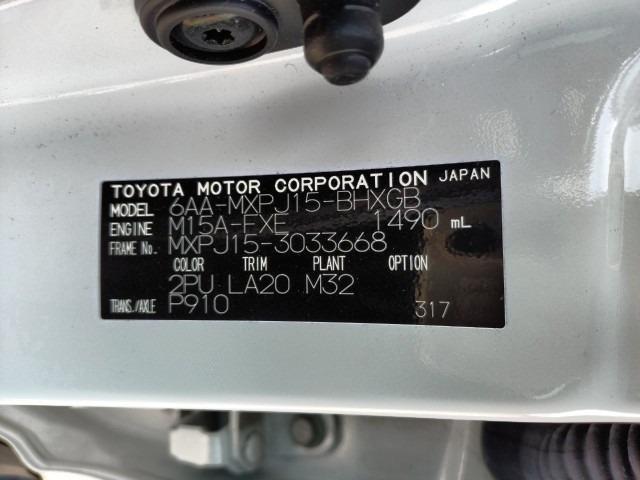 TOYOTA MOTOR CORPORATION JAPAN
MODEL 6AA-MXPJ15-BHXGB
ENGINE M15A-FXE 1490 mL
FRAME No. MXPJ15-3033668
COLOR TRIM PLANT OPTION
2PU LA20 M32
TRANS./AXLE P910 317